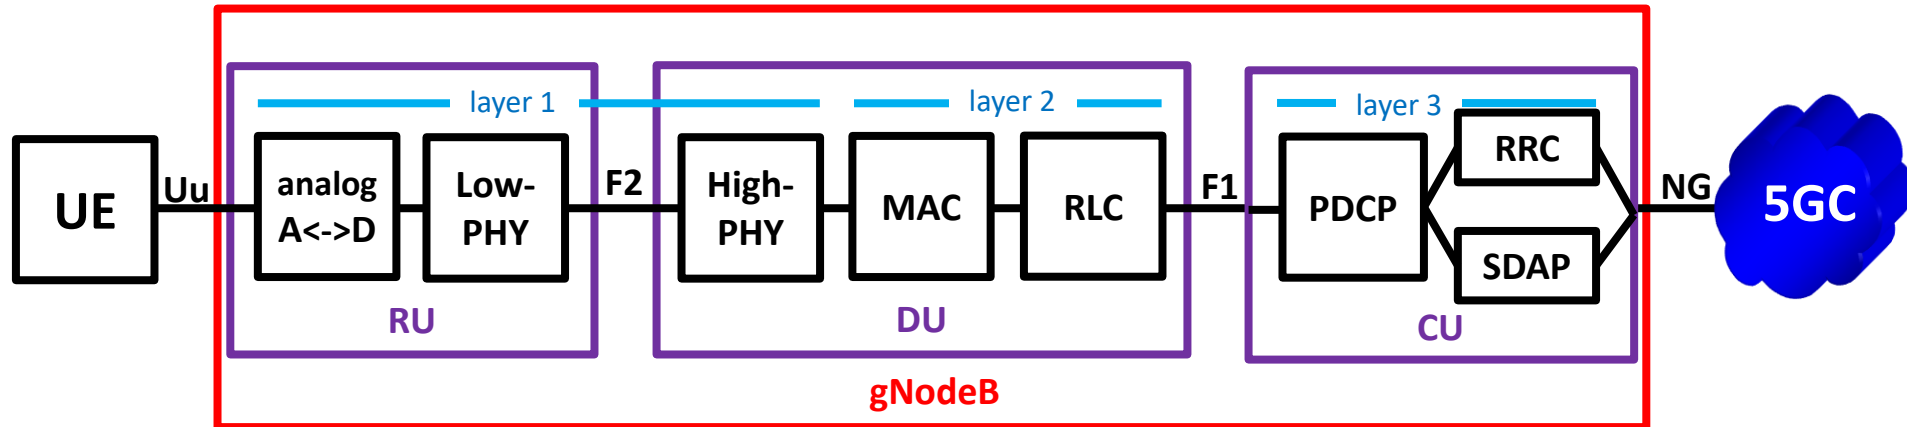 layer 1
layer 2
layer 3
UE
Uu
analog
A<->D
Low-
PHY
F2
High-
PHY
MAC
RLC
F1
PDCP
RRC
SDAP
NG
5GC
RU
DU
CU
gNodeB